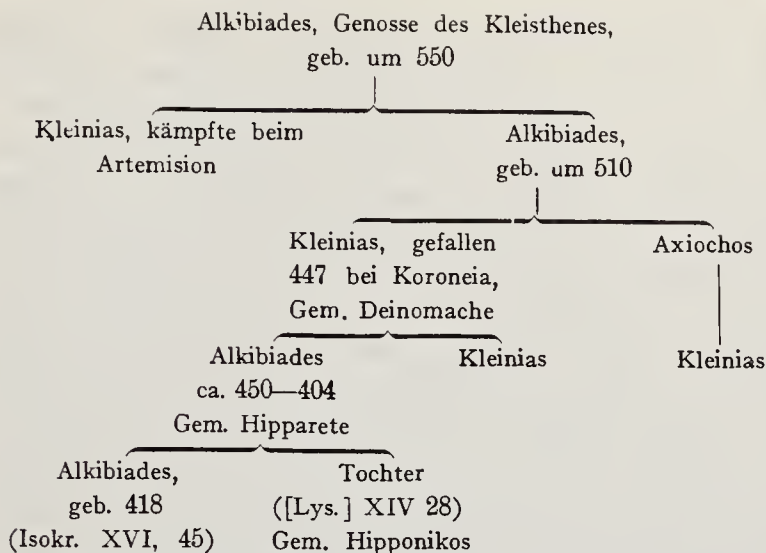 Alkibiades, Genosse des Kleisthenes,
geb. um 550
Kleinias, kämpfte beim
Artemision
Alkibiades,
geb. um 510
Kleinias, gefallen
447 bei Koroneia,
Gem. Deinomache
Axiochos
Alkibiades
ca. 450—404
Gem. Hipparete
Kleinias
Kleinias
Alkibiades,
geb. 418
(Isokr. XVI, 45)
Tochter
([Lys.] XIV 28)
Gem. Hipponikos